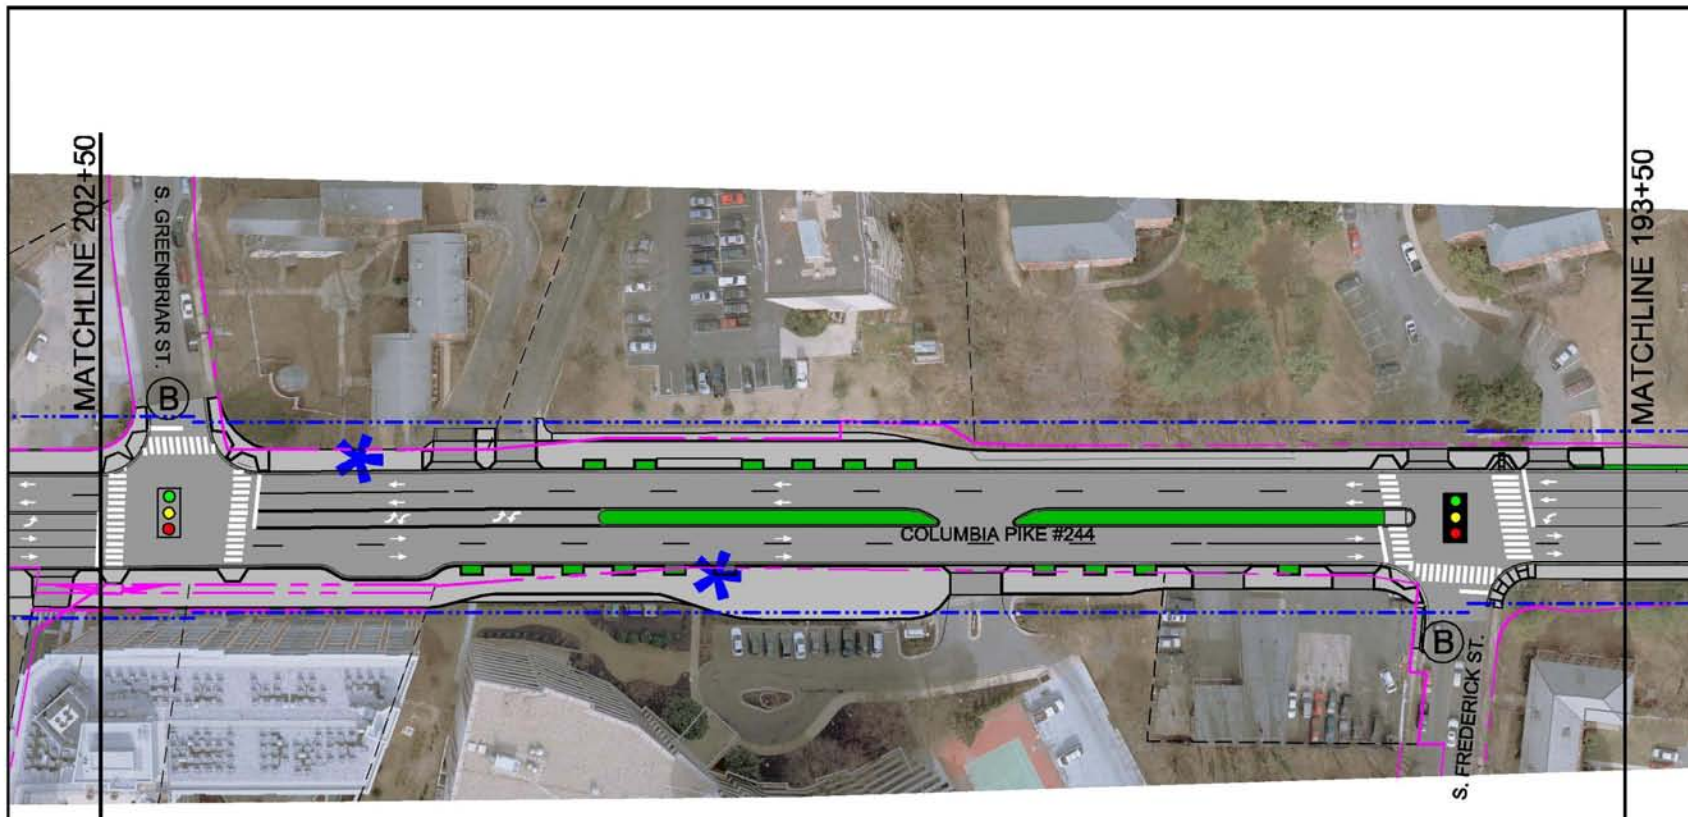 MATCHLINE 202+50
S. GREENBRIAR ST.
B
COLUMBIA PIKE #244
B
S. FREDERICK ST.
MATCHLINE 193+50